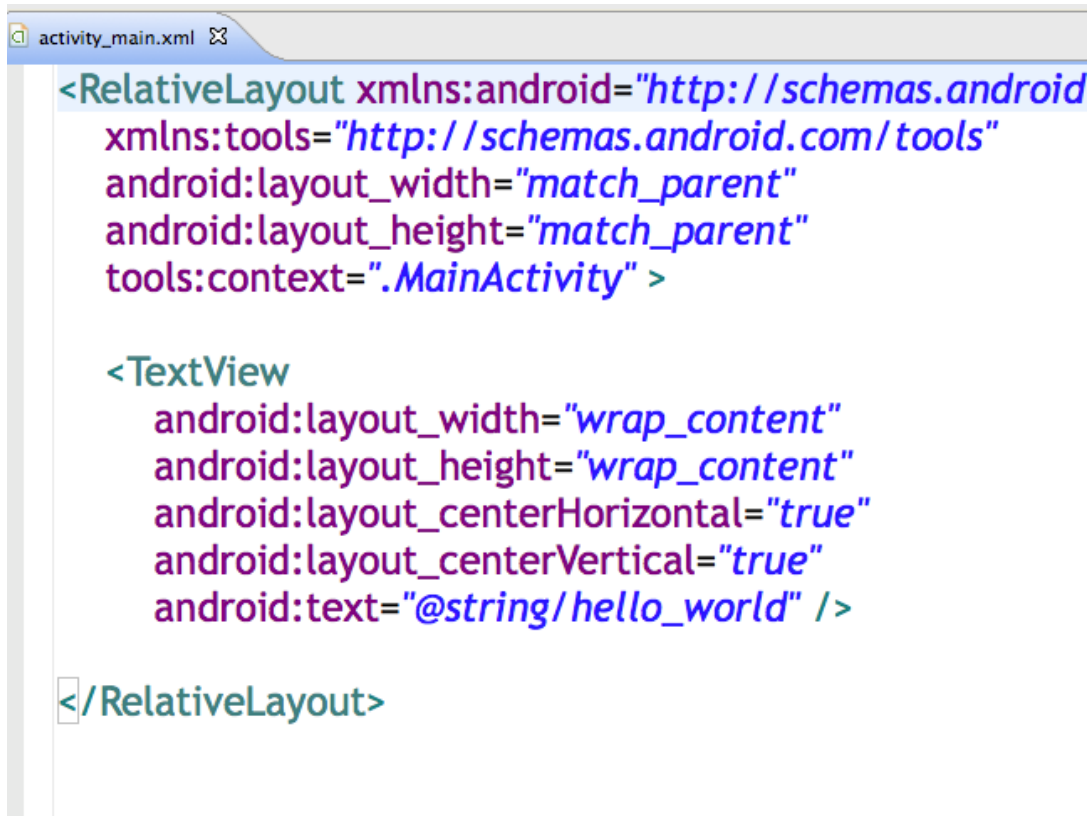 activity_main.xml
<RelativeLayout xmlns:android="http://schemas.android
xmlns:tools="http://schemas.android.com/tools"
android:layout_width="match_parent"
android:layout_height="match_parent"
tools:context=".MainActivity" >
<TextView
android:layout_width="wrap_content"
android:layout_height="wrap_content"
android:layout_centerHorizontal="true"
android:layout_centerVertical="true"
android:text="@string/hello_world" />
</RelativeLayout>